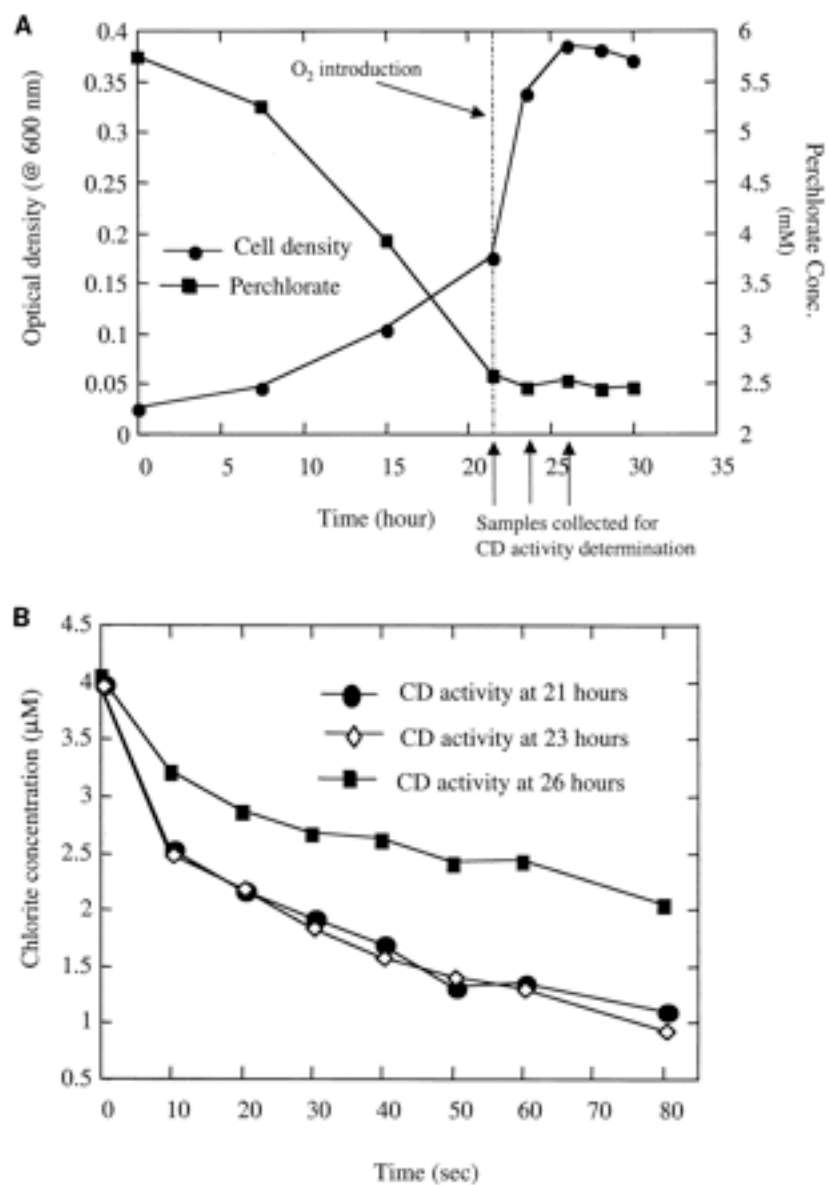 A
Optical density (@ 600 nm)
0.4
0.35
0.3
0.25
0.2
0.15
0.1
0.05
0
O2 introduction
Cell density
Perchlorate
6
5.5
5
4.5
4
3.5
3
2.5
2
Perchlorate Conc.
(mM)
0 5 10 15 20 25 30 35
Time (hour)
Samples collected for
CD activity determination
B
Chlorite concentration (µM)
4.5
4
3.5
3
2.5
2
1.5
1
0.5
CD activity at 21 hours
CD activity at 23 hours
CD activity at 26 hours
0 10 20 30 40 50 60 70 80
Time (sec)